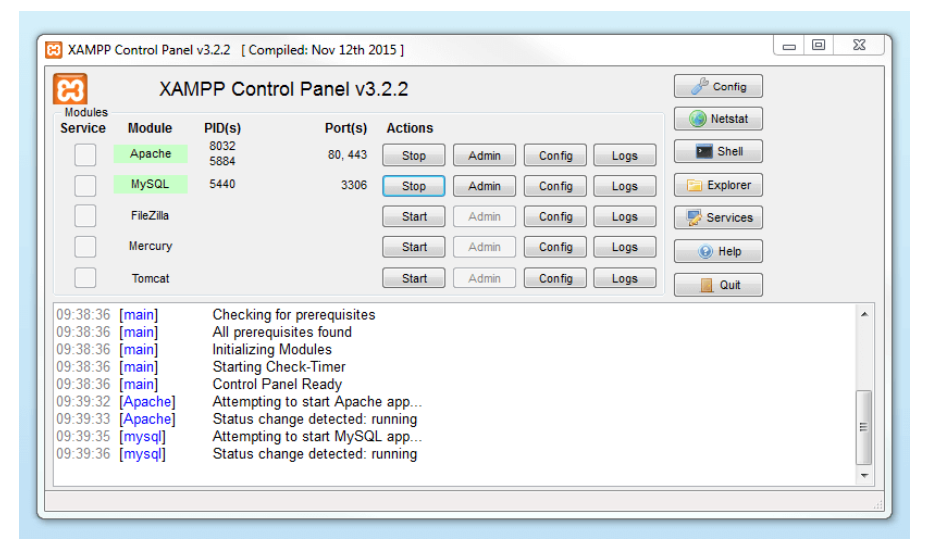 XAMPP Control Panel v3.2.2 [ Compiled: Nov 12th 2015 ]
XAMPP Control Panel v3.2.2
Config
Modules
Netstat
Service Module PID(s) Port(s) Actions
Apache 8032 5884 80, 443 Stop Admin Config Logs
Shell
MySQL 5440 3306 Stop Admin Config Logs
Explorer
FileZilla Start Admin Config Logs
Services
Mercury Start Admin Config Logs
Help
Tomcat Start Admin Config Logs
Quit
09:38:36 [main] Checking for prerequisites
09:38:36 [main] All prerequisites found
09:38:36 [main] Initializing Modules
09:38:36 [main] Starting Check-Timer
09:38:36 [main] Control Panel Ready
09:39:32 [Apache] Attempting to start Apache app...
09:39:33 [Apache] Status change detected: running
09:39:35 [mysql] Attempting to start MySQL app...
09:39:36 [mysql] Status change detected: running